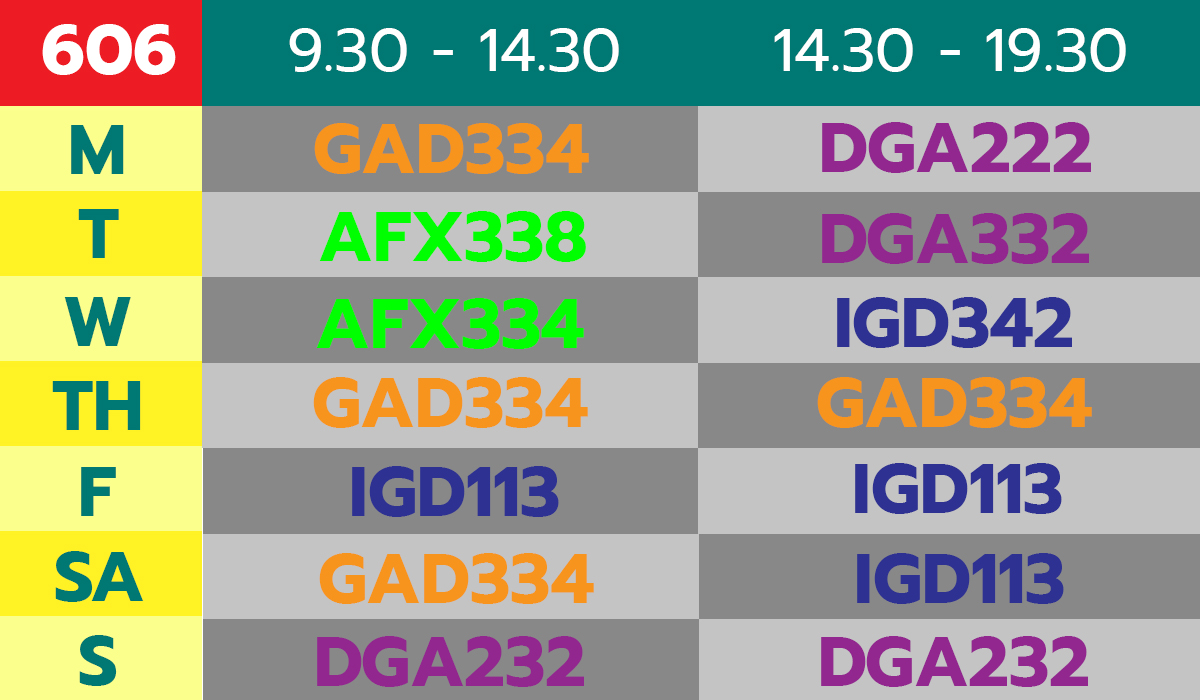 606 9.30 - 14.30 14.30 - 19.30
M GAD334 DGA222
T AFX338 DGA332
W AFX334 IGD342
TH GAD334 GAD334
F IGD113 IGD113
SA GAD334 IGD113
S DGA232 DGA232